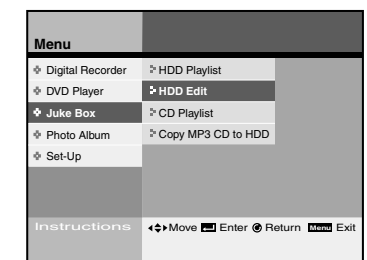 Menu
Digital Recorder
DVD Player
Juke Box
Photo Album
Set-Up
HDD Playlist
HDD Edit
CD Playlist
Copy MP3 CD to HDD
Instructions
Move Enter Return Menu Exit